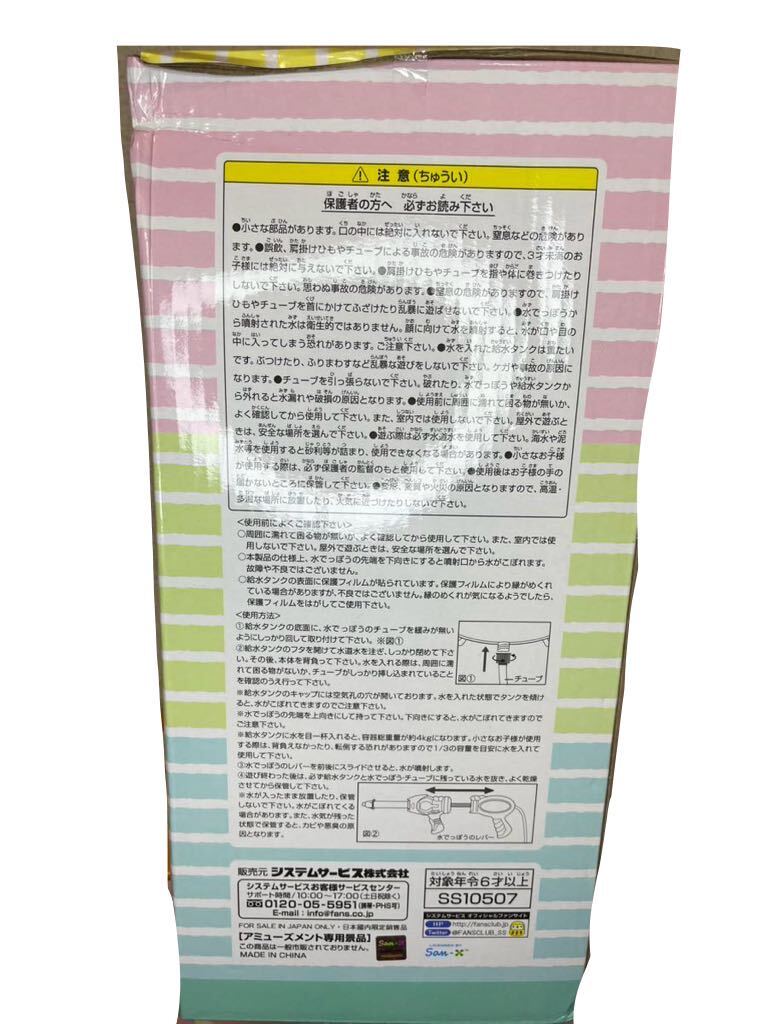 ⚠ 注意(ちゅうい)
保護者の方へ 必ずお読み下さい
●小さな部品があります。口の中には絶対に入れないで下さい。窒息などの危険があり
ます。●誤飲、肩掛けひもやチューブによる事故の危険がありますので、3才未満のお
子様には絶対に与えないで下さい。●肩掛けひもやチューブを指や体に巻きつけたり
しないで下さい。思わぬ事故の危険があります。●窒息の危険がありますので、肩掛け
ひもやチューブを首にかけてふざけたり乱暴に遊ばせないで下さい。●水でっぽうか
ら噴射された水は衛生的ではありません。顔に向けて水を噴射すると、水が口や目の
中に入ってしまう恐れがあります。ご注意下さい。●水を入れた給水タンクは重たい
です。ぶつけたり、ふりまわすなど乱暴な遊びをしないで下さい。ケガや事故の原因に
なります。●チューブを引っ張らないで下さい。破れたり、水でっぽうや給水タンクか
ら外れると水漏れや破損の原因となります。●使用前に周囲に濡れて困る物が無いか、
よく確認してから使用して下さい。また、室内では使用しないで下さい。屋外で遊ぶと
きは、安全な場所を選んで下さい。●遊ぶ際は必ず水道水を使用して下さい。海水や泥
水等を使用すると砂利等が詰まり、使用できなくなる場合があります。●小さなお子様
が使用する際は、必ず保護者の監督のもと使用して下さい。●使用後はお子様の手の
届かないところに保管して下さい。●変形、変質や火災の原因となりますので、高温・
多湿な場所に放置したり、火気に近づけたりしないで下さい。
<使用前によくご確認下さい>
○周囲に濡れて困る物が無いか、よく確認してから使用して下さい。また、室内では使
用しないで下さい。屋外で遊ぶときは、安全な場所を選んで下さい。
○本製品の仕様上、水でっぽうの先端を下向きにすると噴射口から水がこぼれます。
故障や不良ではございません。
○給水タンクの表面に保護フィルムが貼られています。保護フィルムにより縁がめくれ
ている場合がありますが、不良ではございません。縁のめくれが気になるようでしたら、
保護フィルムをはがしてご使用下さい。
<使用方法>
①給水タンクの底面に、水でっぽうのチューブを緩みが無い
ようにしっかり回して取り付けて下さい。※図①
②給水タンクのフタを開けて水道水を注ぎ、しっかり閉めて下さ
い。その後、本体を背負って下さい。水を入れる際は、周囲に濡
れて困る物がないか、チューブがしっかり挿し込まれていること
を確認のうえ行って下さい。
図① チューブ
※給水タンクのキャップには空気孔の穴が開いております。水を入れた状態でタンクを傾け
ると、水がこぼれてきますのでご注意下さい。
※水でっぽうの先端を上向きにして持って下さい。下向きにすると、水がこぼれてきますので
ご注意下さい。
※給水タンクに水を目一杯入れると、容器総重量が約4kgになります。小さなお子様が使用
する際は、背負えなかったり、転倒する恐れがありますので1/3の容量を目安に水を入れて
使用して下さい。
③水でっぽうのレバーを前後にスライドさせると、水が噴射します。
④遊び終わった後は、必ず給水タンクと水でっぽう・チューブに残っている水を抜き、よく乾燥
させてから保管して下さい。
※水が入ったまま放置したり、保管
しないで下さい。水がこぼれてくる
場合があります。また、水気が残った
状態で保管すると、カビや悪臭の原
因となります。
図② 水でっぽうのレバー
販売元 システムサービス株式会社
システムサービスお客様サービスセンター
サポート時間/10:00~17:00(土日祝除く)
0120-05-5951(携帯・PHS可)
E-mail : info@fans.co.jp
FOR SALE IN JAPAN ONLY・日本國内限定銷售品
【アミューズメント専用景品】
この商品は一般市販されておりません。
MADE IN CHINA
San-X
対象年令6才以上
SS10507
システムサービス オフィシャルファンサイト
HP http://fansclub.jp
Twitter @FANSCLUB_SS
LICENSED BY
San-X